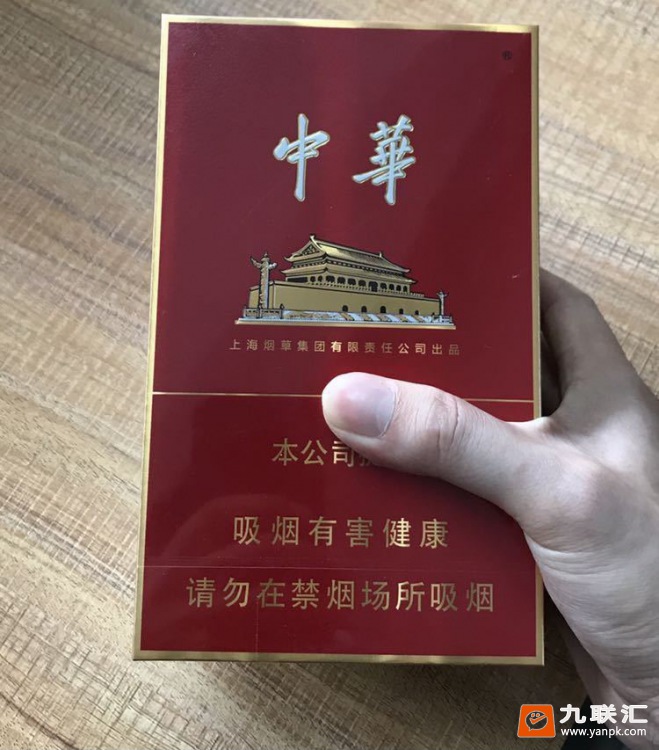 中華
上海烟草集团有限责任公司出品
本公司
吸烟有害健康
请勿在禁烟场所吸烟
九联汇
www.yanpk.com